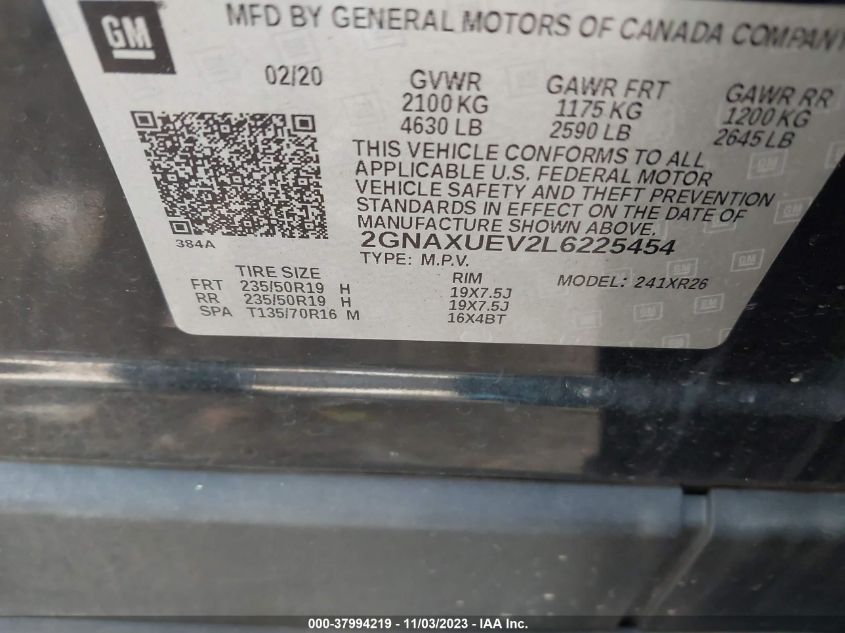 GM
MFD BY GENERAL MOTORS OF CANADA COMPANY
02/20
GVWR
2100 KG
4630 LB
GAWR FRT
1175 KG
2590 LB
GAWR RR
1200 KG
2645 LB
THIS VEHICLE CONFORMS TO ALL
APPLICABLE U.S. FEDERAL MOTOR
VEHICLE SAFETY AND THEFT PREVENTION
STANDARDS IN EFFECT ON THE DATE OF
MANUFACTURE SHOWN ABOVE.
384A
2GNAXUEV2L6225454
TYPE: M.P.V.
TIRE SIZE RIM MODEL: 241XR26
FRT 235/50R19 H 19X7.5J
RR 235/50R19 H 19X7.5J
SPA T135/70R16 M 16X4BT
000-37994219 - 11/03/2023 - IAA Inc.